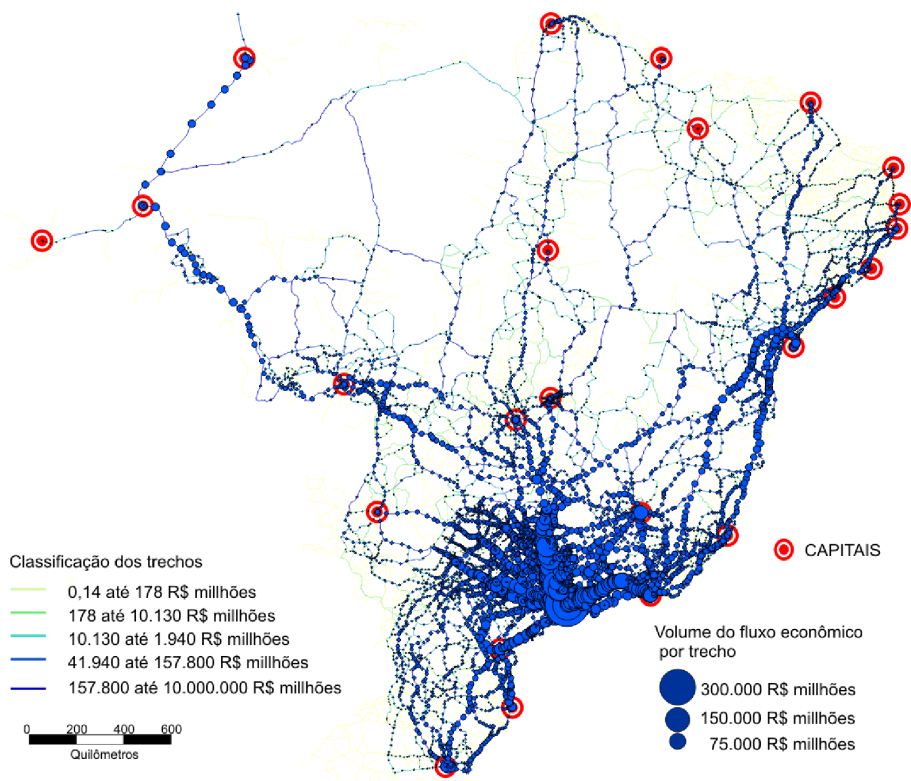 Classificação dos trechos
0,14 até 178 R$ millhões
178 até 10.130 R$ millhões
10.130 até 1.940 R$ millhões
41.940 até 157.800 R$ millhões
157.800 até 10.000.000 R$ millhões
0 200 400 600
Quilômetros
CAPITAIS
Volume do fluxo econômico
por trecho
300.000 R$ millhões
150.000 R$ millhões
75.000 R$ millhões